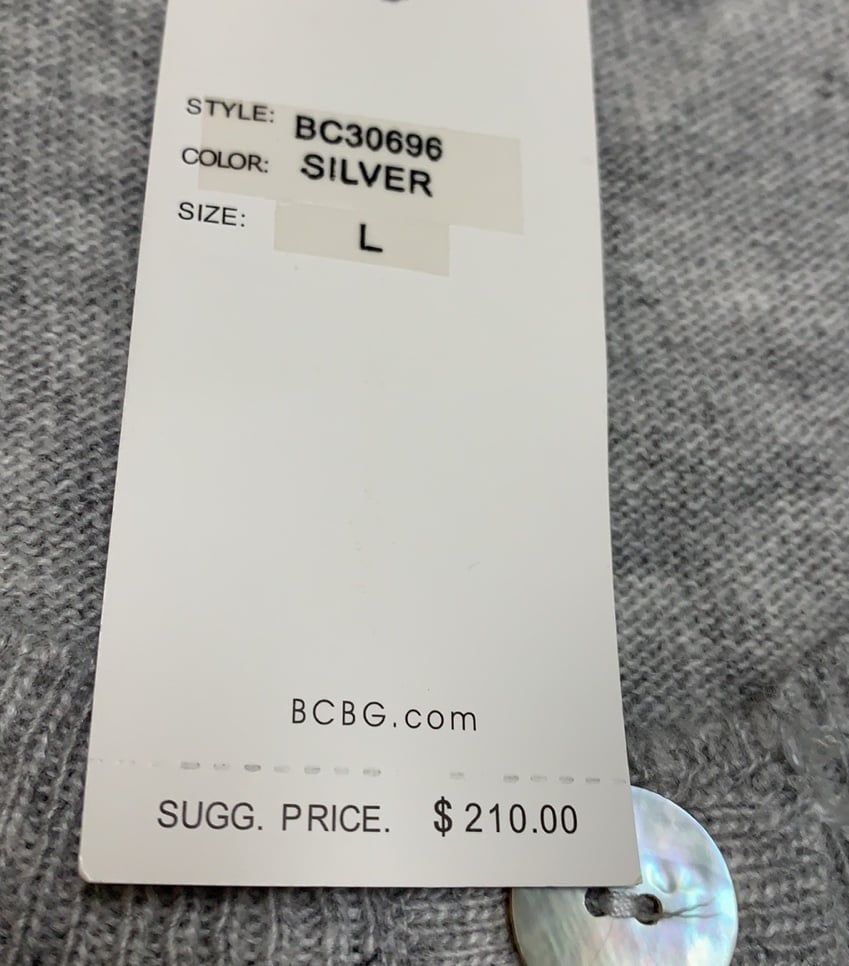 STYLE: BC30696
COLOR: SILVER
SIZE: L
BCBG.com
SUGG. PRICE. $210.00